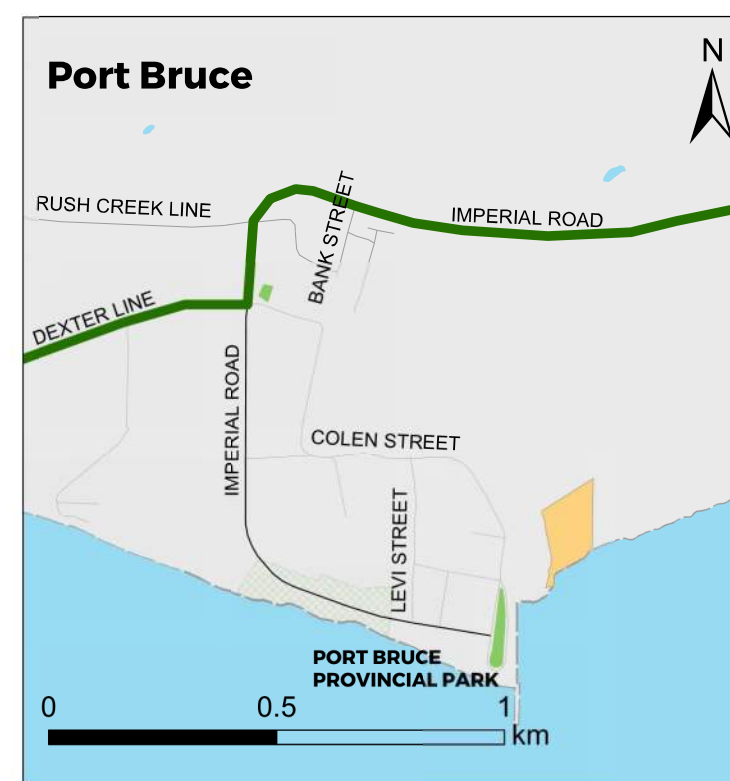 Port Bruce
N
RUSH CREEK LINE
BANK STREET
IMPERIAL ROAD
DEXTER LINE
IMPERIAL ROAD
COLEN STREET
LEVI STREET
PORT BRUCE
PROVINCIAL PARK
0 0.5 1
km